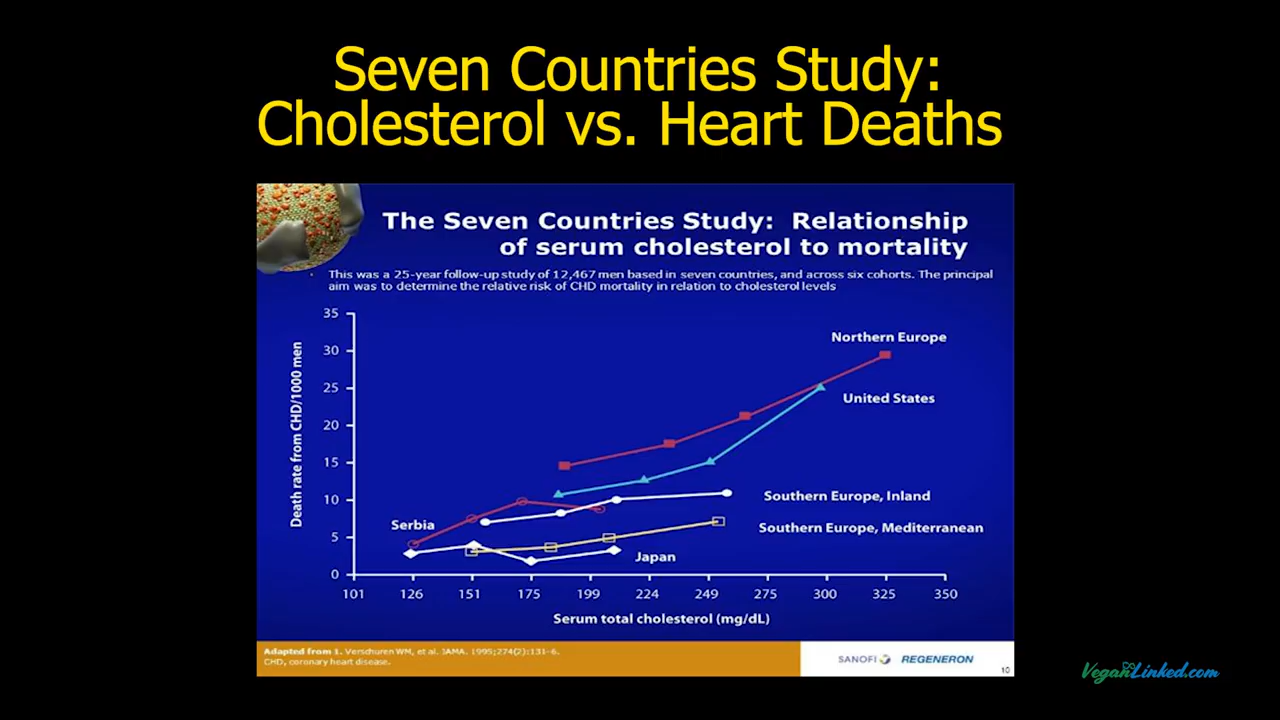 Seven Countries Study:
Cholesterol vs. Heart Deaths
The Seven Countries Study: Relationship
of serum cholesterol to mortality
This was a 25-year follow-up study of 12,467 men based in seven countries, and across six cohorts. The principal
aim was to determine the relative risk of CHD mortality in relation to cholesterol levels
Death rate from CHD/1000 men
35
30
25
20
15
10
5
0
Northern Europe
United States
Southern Europe, Inland
Serbia
Southern Europe, Mediterranean
Japan
101 126 151 175 199 224 249 275 300 325 350
Serum total cholesterol (mg/dL)
Adapted from 1. Verschuren WM, et al. JAMA. 1995;274(2):131-6.
CHD, coronary heart disease.
SANOFI REGENERON
10
VeganLinked.com